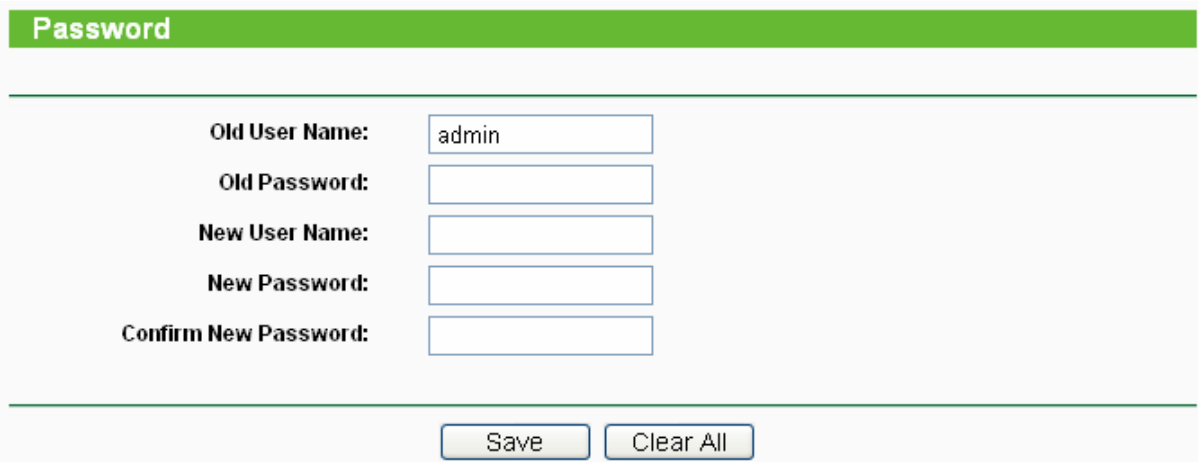 Password
Old User Name: admin
Old Password:
New User Name:
New Password:
Confirm New Password:
Save Clear All